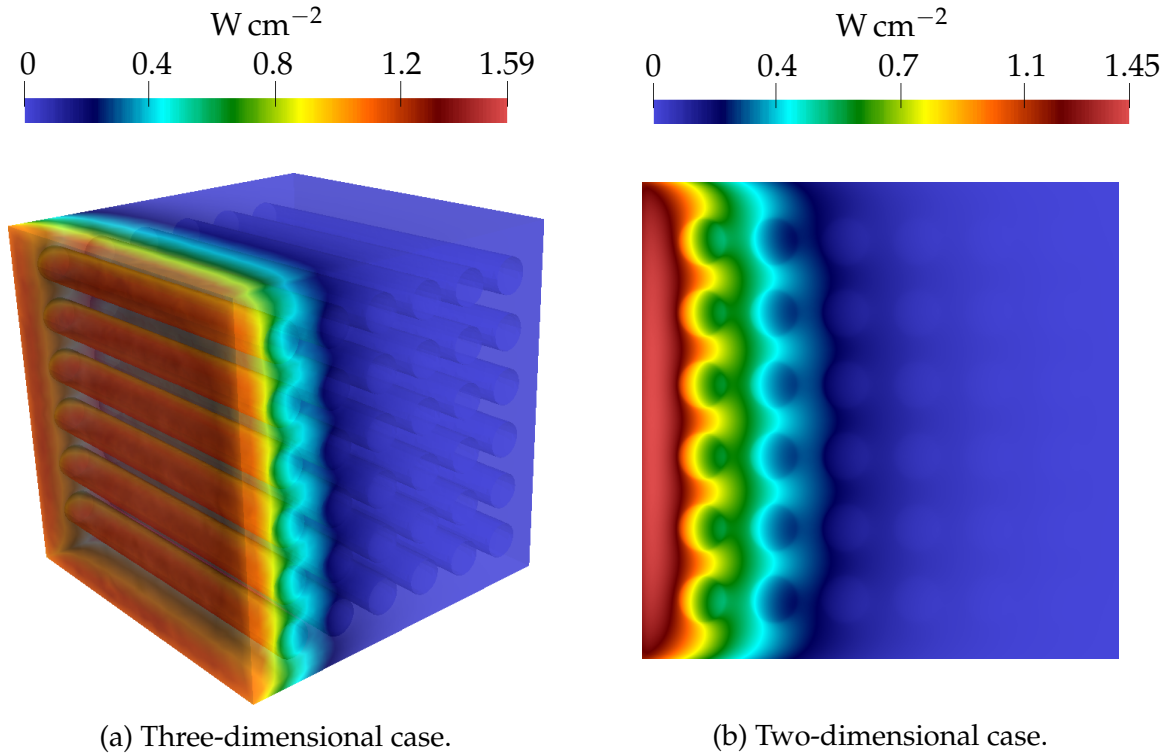 W cm−2
0 0.4 0.8 1.2 1.59
(a) Three-dimensional case.
W cm−2
0 0.4 0.7 1.1 1.45
(b) Two-dimensional case.